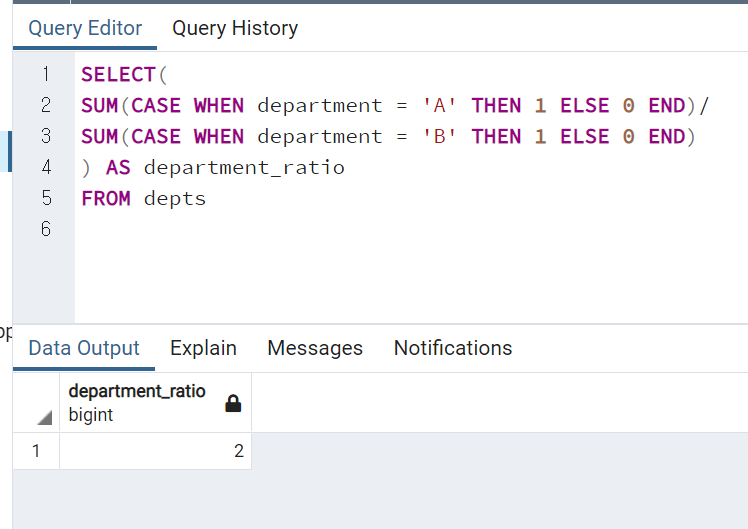 Query Editor Query History
1 SELECT(
2 SUM(CASE WHEN department = 'A' THEN 1 ELSE 0 END)/
3 SUM(CASE WHEN department = 'B' THEN 1 ELSE 0 END)
4 ) AS department_ratio
5 FROM depts
6
Data Output Explain Messages Notifications
department_ratio
bigint
1 2